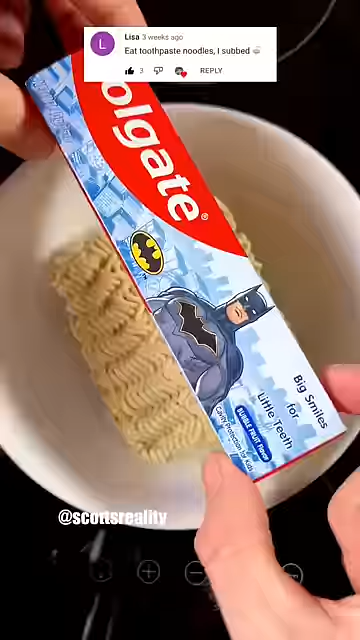 L
Lisa 3 weeks ago
Eat toothpaste noodles, I subbed 🍜
3
REPLY
Colgate®
Big Smiles
for
Little Teeth
BUBBLE FRUIT Flavor
Cavity Protection for Kids
@scottsreality